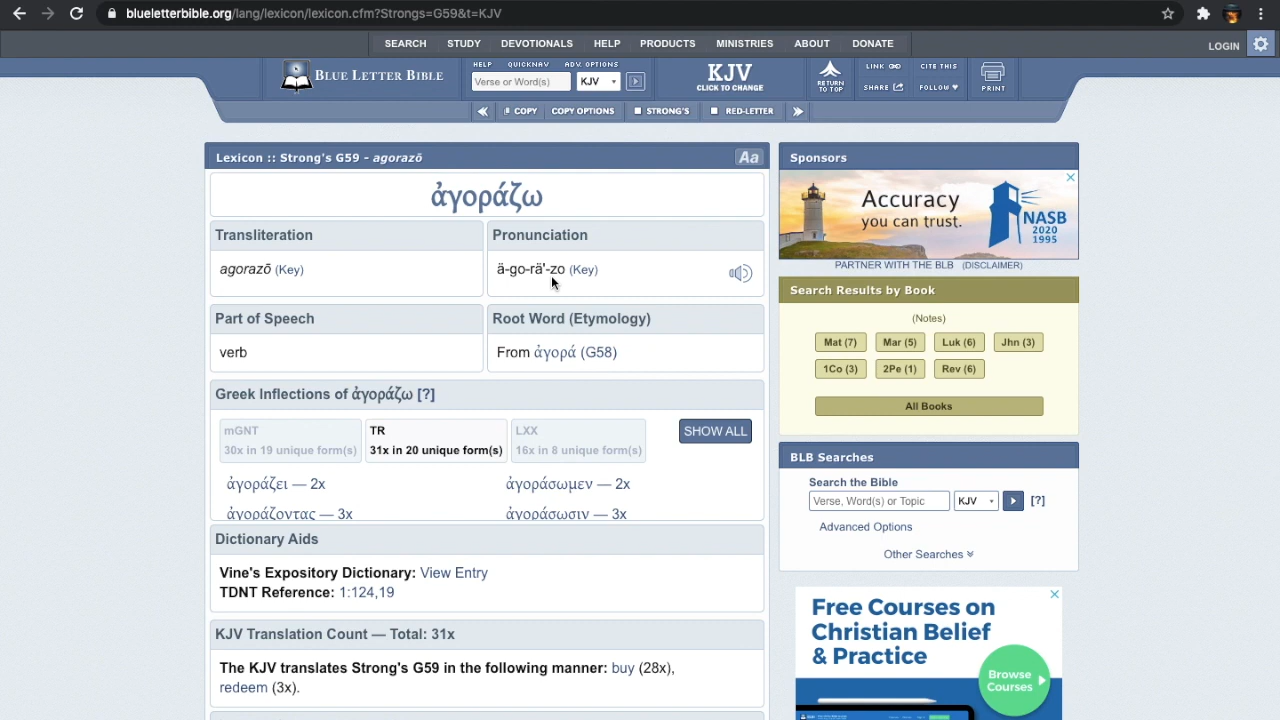 blueletterbible.org/lang/lexicon/lexicon.cfm?Strongs=G59&t=KJV
SEARCH STUDY DEVOTIONALS HELP PRODUCTS MINISTRIES ABOUT DONATE
LOGIN
BLUE LETTER BIBLE
HELP QUICKNAV ADV. OPTIONS
Verse or Word(s) KJV
KJV
CLICK TO CHANGE
RETURN
TO TOP
LINK CITE THIS
SHARE FOLLOW
PRINT
COPY COPY OPTIONS STRONG'S RED-LETTER
Lexicon :: Strong's G59 - agorazō Aa
ἀγοράζω
Transliteration
agorazō (Key)
Pronunciation
ä-go-rä'-zo (Key)
Part of Speech
verb
Root Word (Etymology)
From ἀγορά (G58)
Greek Inflections of ἀγοράζω [?]
mGNT
30x in 19 unique form(s)
TR
31x in 20 unique form(s)
LXX
16x in 8 unique form(s)
SHOW ALL
ἀγοράζει — 2x
ἀγοράσωμεν — 2x
ἀγοράζοντας — 3x
ἀγοράσωσιν — 3x
Dictionary Aids
Vine's Expository Dictionary: View Entry
TDNT Reference: 1:124,19
KJV Translation Count — Total: 31x
The KJV translates Strong's G59 in the following manner: buy (28x),
redeem (3x).
Sponsors
Accuracy
you can trust.
NASB
2020
1995
PARTNER WITH THE BLB (DISCLAIMER)
Search Results by Book
(Notes)
Mat (7) Mar (5) Luk (6) Jhn (3)
1Co (3) 2Pe (1) Rev (6)
All Books
BLB Searches
Search the Bible
Verse, Word(s) or Topic KJV [?]
Advanced Options
Other Searches
Free Courses on
Christian Belief
& Practice
Browse
Courses